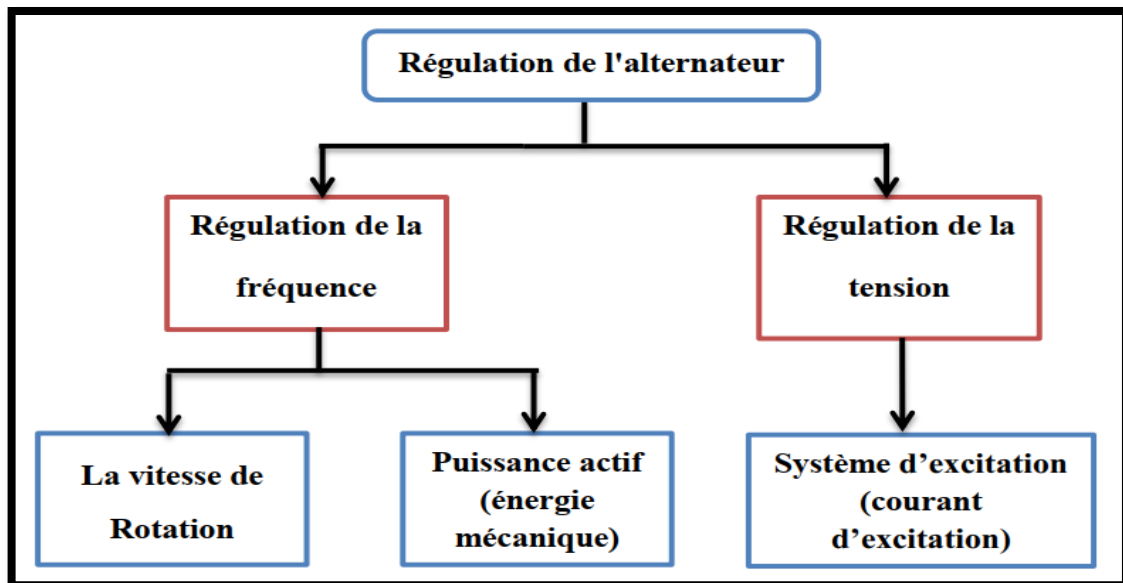 Régulation de l'alternateur
Régulation de la
fréquence
Régulation de la
tension
La vitesse de
Rotation
Puissance actif
(énergie
mécanique)
Système d’excitation
(courant
d’excitation)